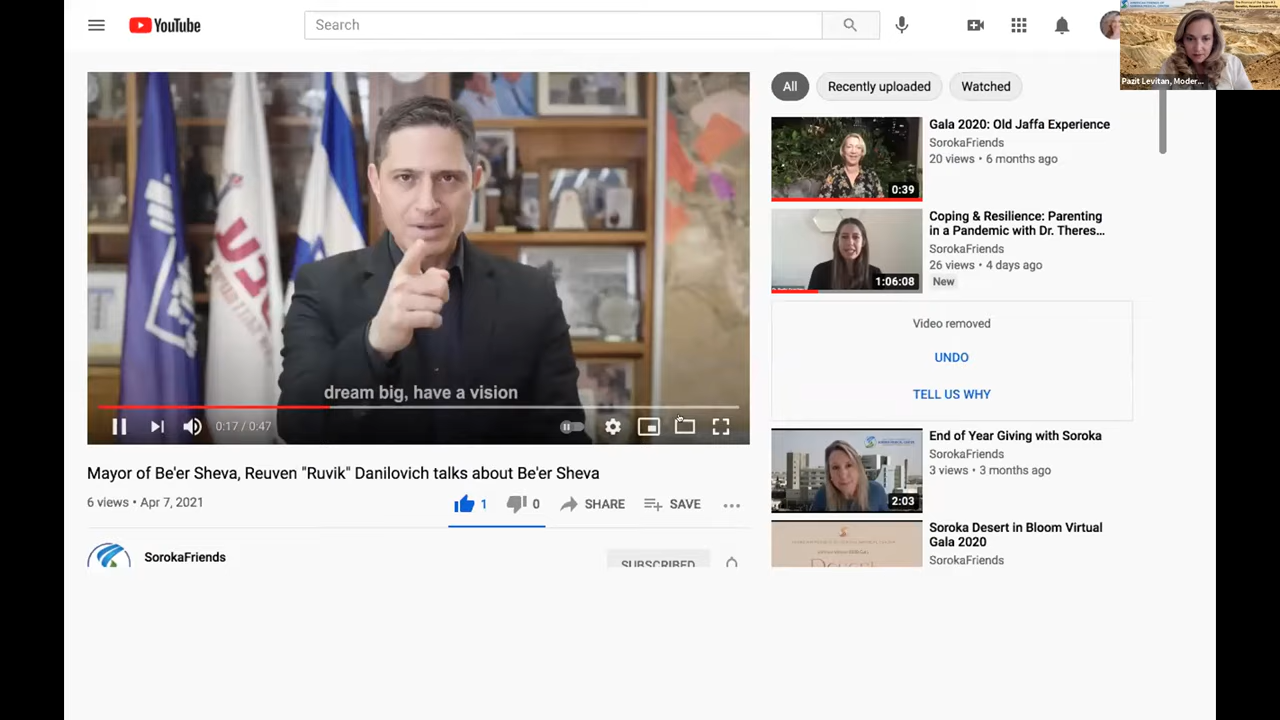 YouTube
Search
dream big, have a vision
0:17 / 0:47
Mayor of Be'er Sheva, Reuven "Ruvik" Danilovich talks about Be'er Sheva
6 views • Apr 7, 2021
1
0
SHARE
SAVE
SorokaFriends
SUBSCRIBED
All
Recently uploaded
Watched
0:39
Gala 2020: Old Jaffa Experience
SorokaFriends
20 views • 6 months ago
1:06:08
Coping & Resilience: Parenting
in a Pandemic with Dr. Theres...
SorokaFriends
26 views • 4 days ago
New
Video removed
UNDO
TELL US WHY
2:03
End of Year Giving with Soroka
SorokaFriends
3 views • 3 months ago
Soroka Desert in Bloom Virtual
Gala 2020
SorokaFriends
Pazit Levitan, Moder...